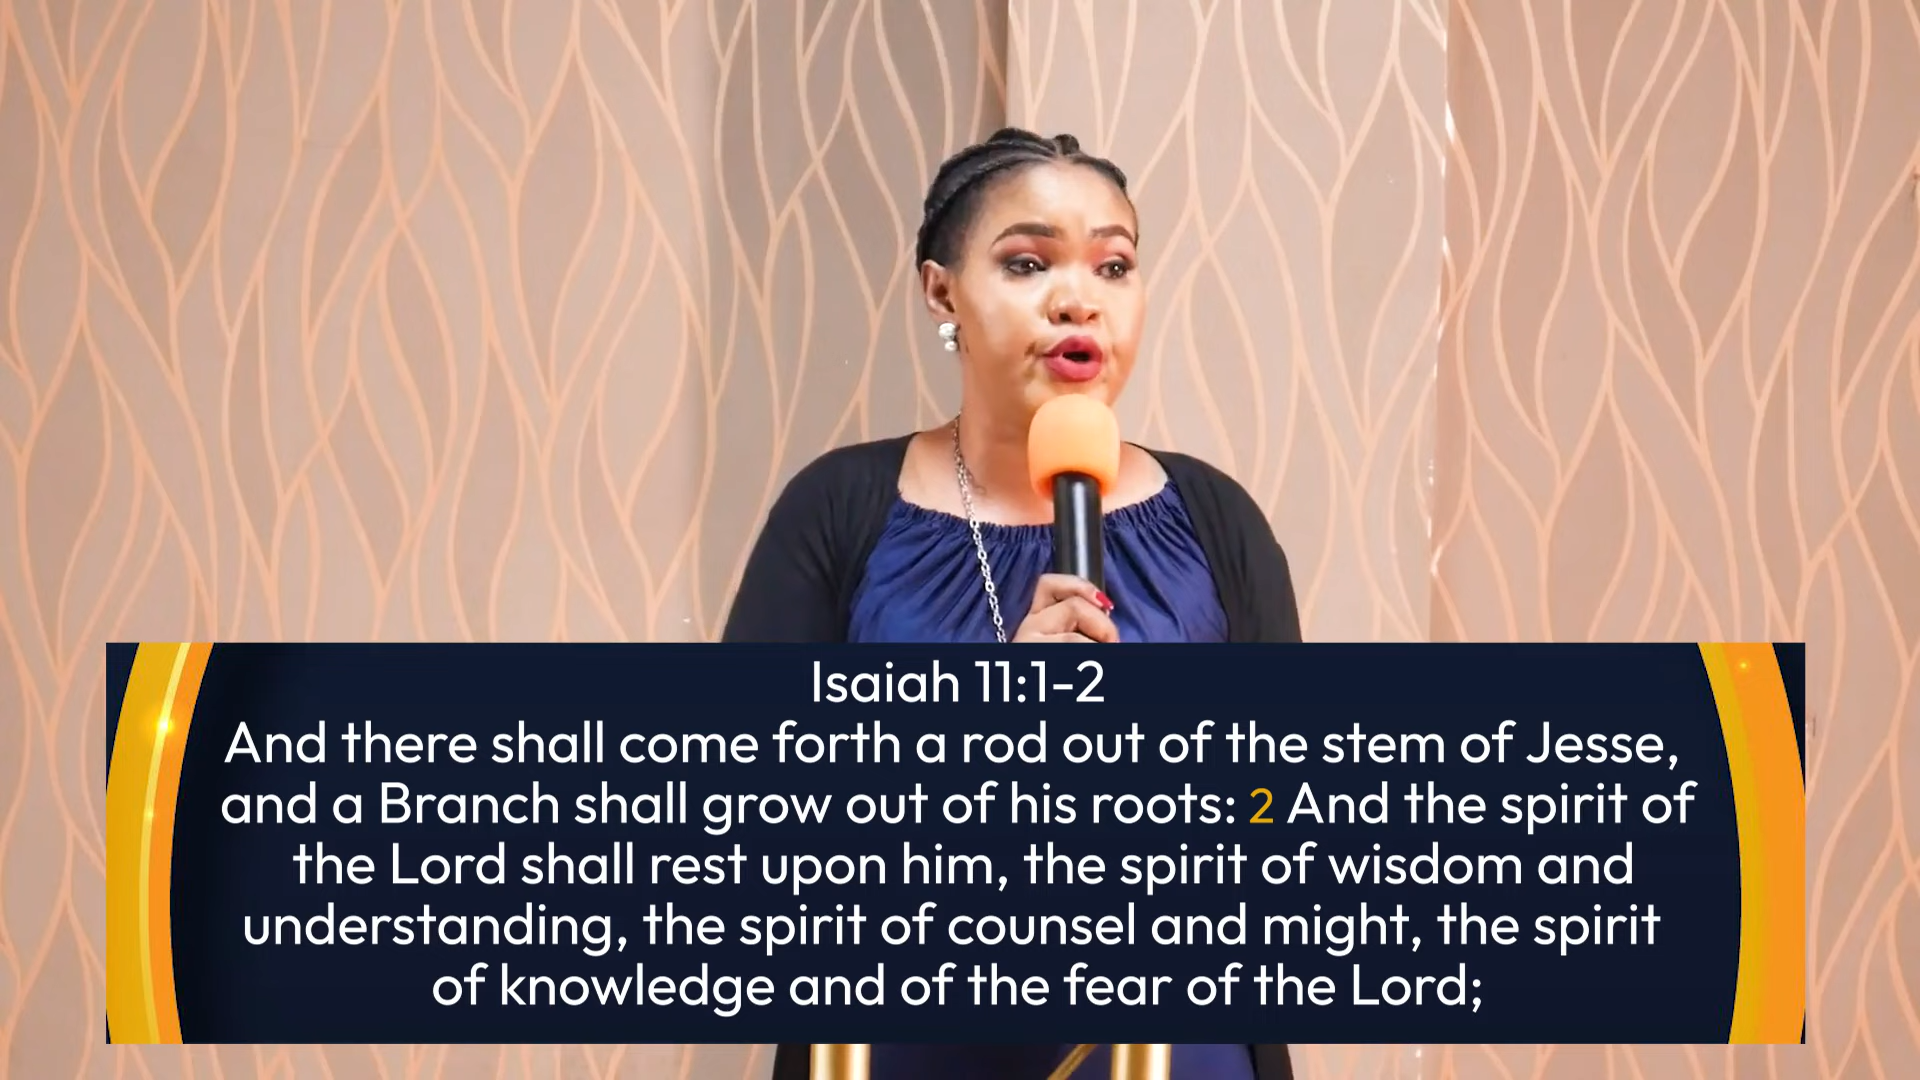 Isaiah 11:1-2
And there shall come forth a rod out of the stem of Jesse,
and a Branch shall grow out of his roots: 2 And the spirit of
the Lord shall rest upon him, the spirit of wisdom and
understanding, the spirit of counsel and might, the spirit
of knowledge and of the fear of the Lord;